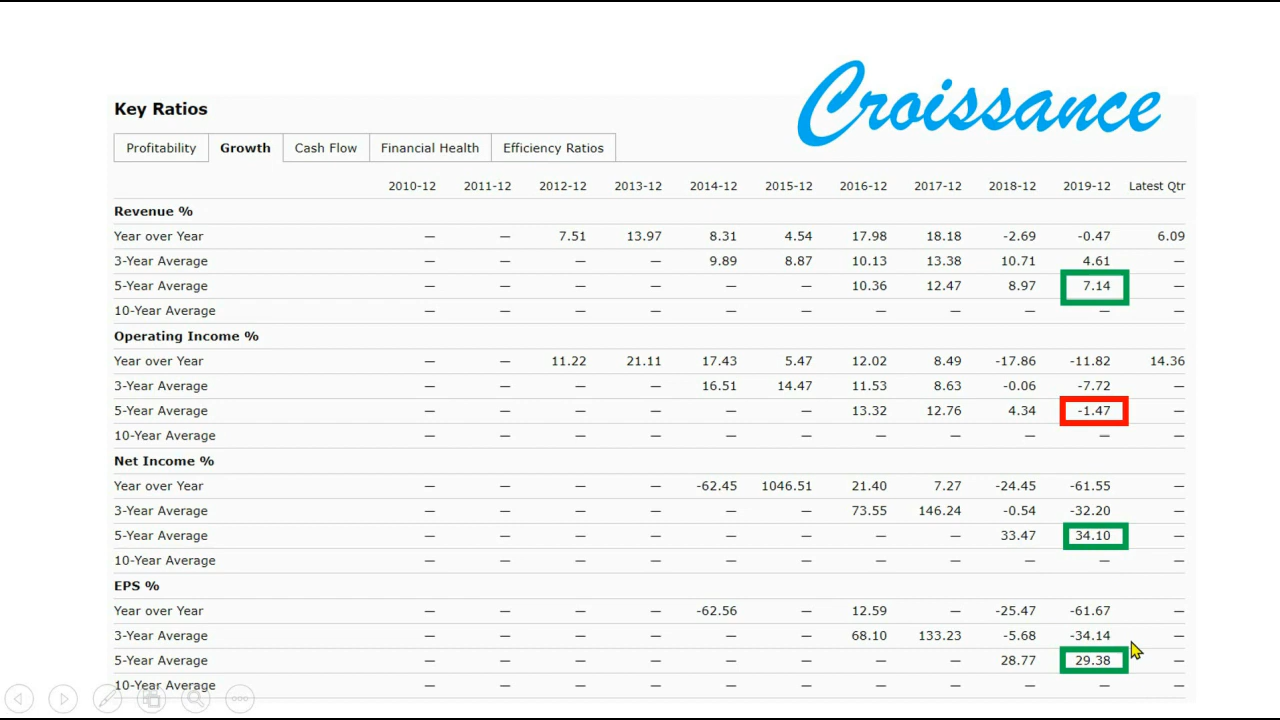 Croissance
Key Ratios
Profitability Growth Cash Flow Financial Health Efficiency Ratios
2010-12 2011-12 2012-12 2013-12 2014-12 2015-12 2016-12 2017-12 2018-12 2019-12 Latest Qtr
Revenue %
Year over Year — — 7.51 13.97 8.31 4.54 17.98 18.18 -2.69 -0.47 6.09
3-Year Average — — — — 9.89 8.87 10.13 13.38 10.71 4.61 —
5-Year Average — — — — — — 10.36 12.47 8.97 7.14 —
10-Year Average — — — — — — — — — — —
Operating Income %
Year over Year — — 11.22 21.11 17.43 5.47 12.02 8.49 -17.86 -11.82 14.36
3-Year Average — — — — 16.51 14.47 11.53 8.63 -0.06 -7.72 —
5-Year Average — — — — — — 13.32 12.76 4.34 -1.47 —
10-Year Average — — — — — — — — — — —
Net Income %
Year over Year — — — — -62.45 1046.51 21.40 7.27 -24.45 -61.55 —
3-Year Average — — — — — — 73.55 146.24 -0.54 -32.20 —
5-Year Average — — — — — — — — 33.47 34.10 —
10-Year Average — — — — — — — — — — —
EPS %
Year over Year — — — — -62.56 — 12.59 — -25.47 -61.67 —
3-Year Average — — — — — — 68.10 133.23 -5.68 -34.14 —
5-Year Average — — — — — — — — 28.77 29.38 —
10-Year Average — — — — — — — — — — —